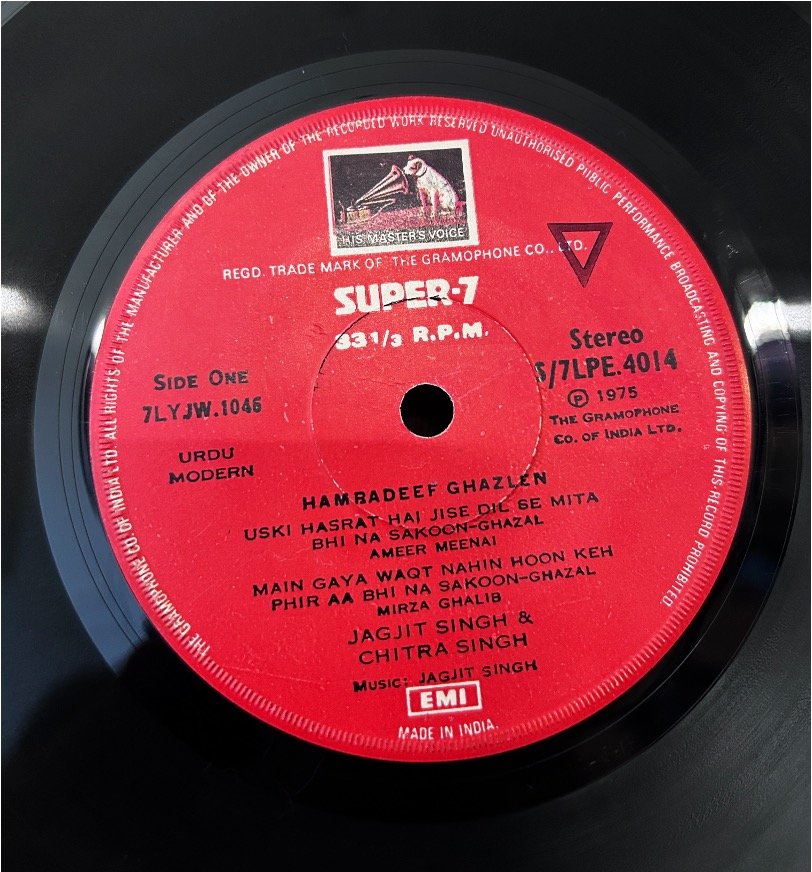 THE GRAMOPHONE CO. OF INDIA LTD. ALL RIGHTS OF THE MANUFACTURER AND OF THE OWNER OF THE RECORDED WORK RESERVED UNAUTHORISED PUBLIC PERFORMANCE BROADCASTING AND COPYING OF THIS RECORD PROHIBITED.
HIS MASTER'S VOICE
REGD. TRADE MARK OF THE GRAMOPHONE CO., LTD.
SUPER-7
33 1/3 R.P.M.
Stereo
SIDE ONE
S/7LPE.4014
7LYJW.1046
℗ 1975
THE GRAMOPHONE
CO. OF INDIA LTD.
URDU
MODERN
HAMRADEEF GHAZLEN
USKI HASRAT HAI JISE DIL SE MITA
BHI NA SAKOON-GHAZAL
AMEER MEENAI
MAIN GAYA WAQT NAHIN HOON KEH
PHIR AA BHI NA SAKOON-GHAZAL
MIRZA GHALIB
JAGJIT SINGH &
CHITRA SINGH
MUSIC: JAGJIT SINGH
EMI
MADE IN INDIA.